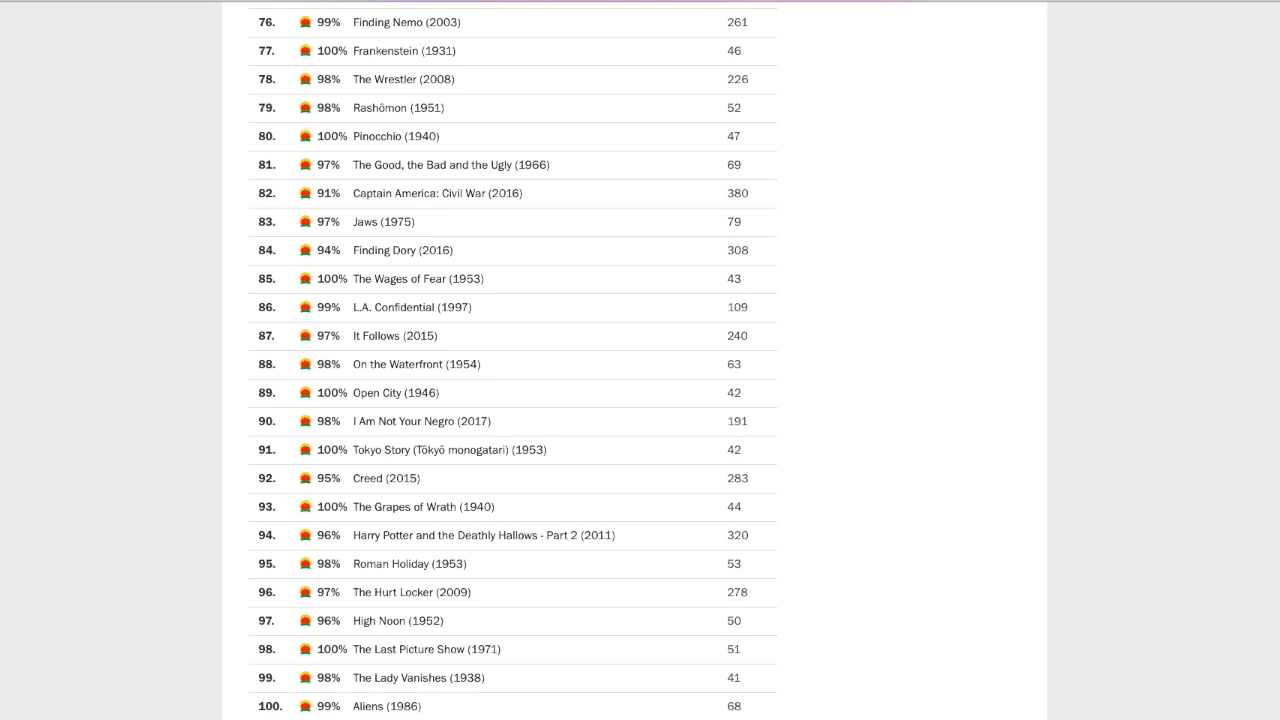 76. 99% Finding Nemo (2003) 261
77. 100% Frankenstein (1931) 46
78. 98% The Wrestler (2008) 226
79. 98% Rashômon (1951) 52
80. 100% Pinocchio (1940) 47
81. 97% The Good, the Bad and the Ugly (1966) 69
82. 91% Captain America: Civil War (2016) 380
83. 97% Jaws (1975) 79
84. 94% Finding Dory (2016) 308
85. 100% The Wages of Fear (1953) 43
86. 99% L.A. Confidential (1997) 109
87. 97% It Follows (2015) 240
88. 98% On the Waterfront (1954) 63
89. 100% Open City (1946) 42
90. 98% I Am Not Your Negro (2017) 191
91. 100% Tokyo Story (Tôkyô monogatari) (1953) 42
92. 95% Creed (2015) 283
93. 100% The Grapes of Wrath (1940) 44
94. 96% Harry Potter and the Deathly Hallows - Part 2 (2011) 320
95. 98% Roman Holiday (1953) 53
96. 97% The Hurt Locker (2009) 278
97. 96% High Noon (1952) 50
98. 100% The Last Picture Show (1971) 51
99. 98% The Lady Vanishes (1938) 41
100. 99% Aliens (1986) 68